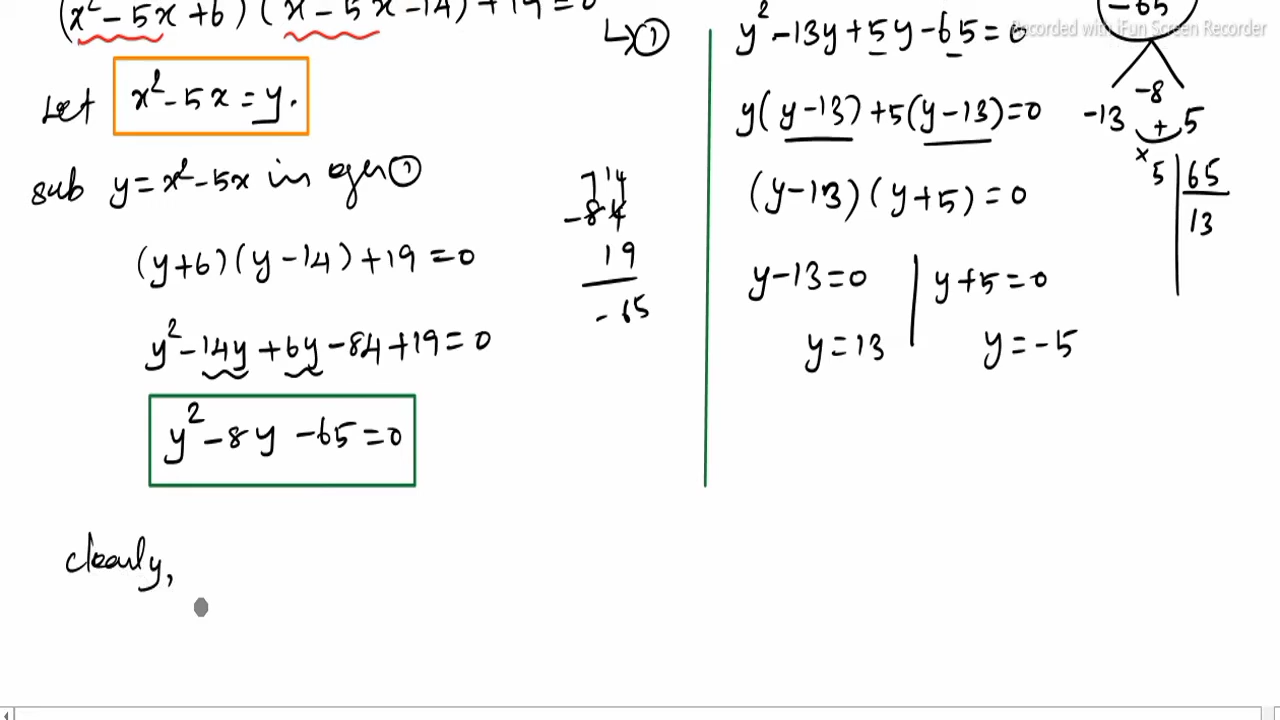 (x² - 5x + 6) (x - 5x - 14) + 19 = 0
↳①
Let x² - 5x = y.
sub y = x² - 5x in eqn ①
(y + 6)(y - 14) + 19 = 0
y² - 14y + 6y - 84 + 19 = 0
y² - 8y - 65 = 0
clearly,
7 14
- 84
19
- 65
y² - 13y + 5y - 65 = 0
y(y - 13) + 5(y - 13) = 0
(y - 13)(y + 5) = 0
y - 13 = 0 | y + 5 = 0
y = 13 | y = -5
-65
Recorded with iFun Screen Recorder
-8
-13 + 5
×
5 | 65
13